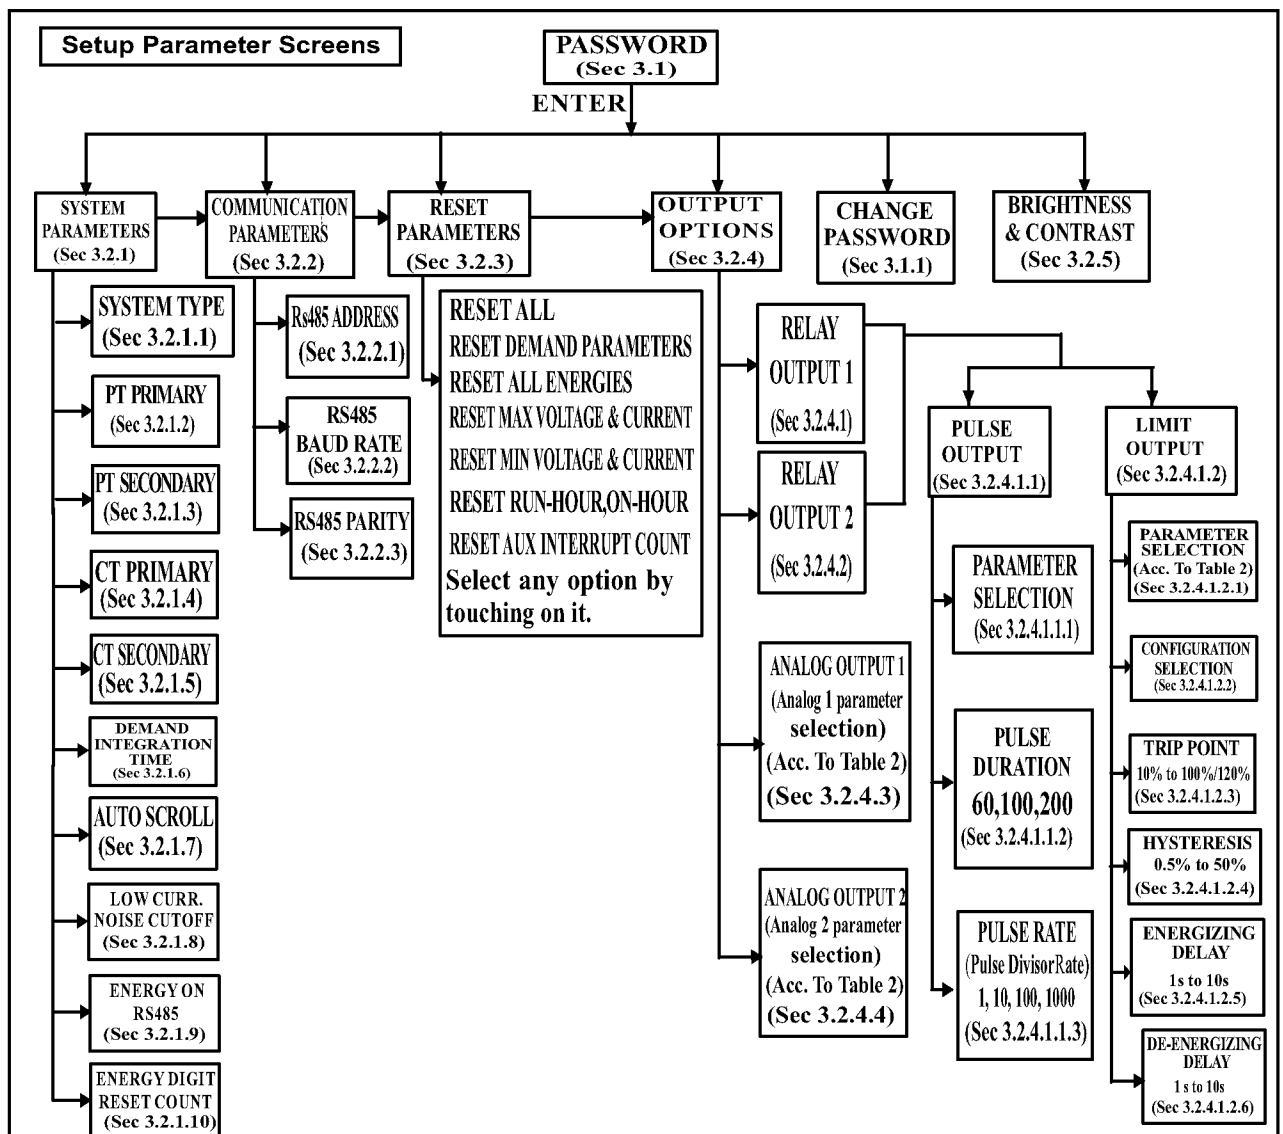 Setup Parameter Screens
PASSWORD
(Sec 3.1)
ENTER
SYSTEM
PARAMETERS
(Sec 3.2.1)
COMMUNICATION
PARAMETERS
(Sec 3.2.2)
RESET
PARAMETERS
(Sec 3.2.3)
OUTPUT
OPTIONS
(Sec 3.2.4)
CHANGE
PASSWORD
(Sec 3.1.1)
BRIGHTNESS
& CONTRAST
(Sec 3.2.5)
SYSTEM TYPE
(Sec 3.2.1.1)
PT PRIMARY
(Sec 3.2.1.2)
PT SECONDARY
(Sec 3.2.1.3)
CT PRIMARY
(Sec 3.2.1.4)
CT SECONDARY
(Sec 3.2.1.5)
DEMAND
INTEGRATION
TIME
(Sec 3.2.1.6)
AUTO SCROLL
(Sec 3.2.1.7)
LOW CURR.
NOISE CUTOFF
(Sec 3.2.1.8)
ENERGY ON
RS485
(Sec 3.2.1.9)
ENERGY DIGIT
RESET COUNT
(Sec 3.2.1.10)
Rs485 ADDRESS
(Sec 3.2.2.1)
RS485
BAUD RATE
(Sec 3.2.2.2)
RS485 PARITY
(Sec 3.2.2.3)
RESET ALL
RESET DEMAND PARAMETERS
RESET ALL ENERGIES
RESET MAX VOLTAGE & CURRENT
RESET MIN VOLTAGE & CURRENT
RESET RUN-HOUR,ON-HOUR
RESET AUX INTERRUPT COUNT
Select any option by
touching on it.
RELAY
OUTPUT 1
(Sec 3.2.4.1)
RELAY
OUTPUT 2
(Sec 3.2.4.2)
ANALOG OUTPUT 1
(Analog 1 parameter
selection)
(Acc. To Table 2)
(Sec 3.2.4.3)
ANALOG OUTPUT 2
(Analog 2 parameter
selection)
(Acc. To Table 2)
(Sec 3.2.4.4)
PULSE
OUTPUT
(Sec 3.2.4.1.1)
PARAMETER
SELECTION
(Sec 3.2.4.1.1.1)
PULSE
DURATION
60,100,200
(Sec 3.2.4.1.1.2)
PULSE RATE
(Pulse DivisorRate)
1, 10, 100, 1000
(Sec 3.2.4.1.1.3)
LIMIT
OUTPUT
(Sec 3.2.4.1.2)
PARAMETER
SELECTION
(Acc. To Table 2)
(Sec 3.2.4.1.2.1)
CONFIGURATION
SELECTION
(Sec 3.2.4.1.2.2)
TRIP POINT
10% to 100%/120%
(Sec 3.2.4.1.2.3)
HYSTERESIS
0.5% to 50%
(Sec 3.2.4.1.2.4)
ENERGIZING
DELAY
1s to 10s
(Sec 3.2.4.1.2.5)
DE-ENERGIZING
DELAY
1 s to 10s
(Sec 3.2.4.1.2.6)